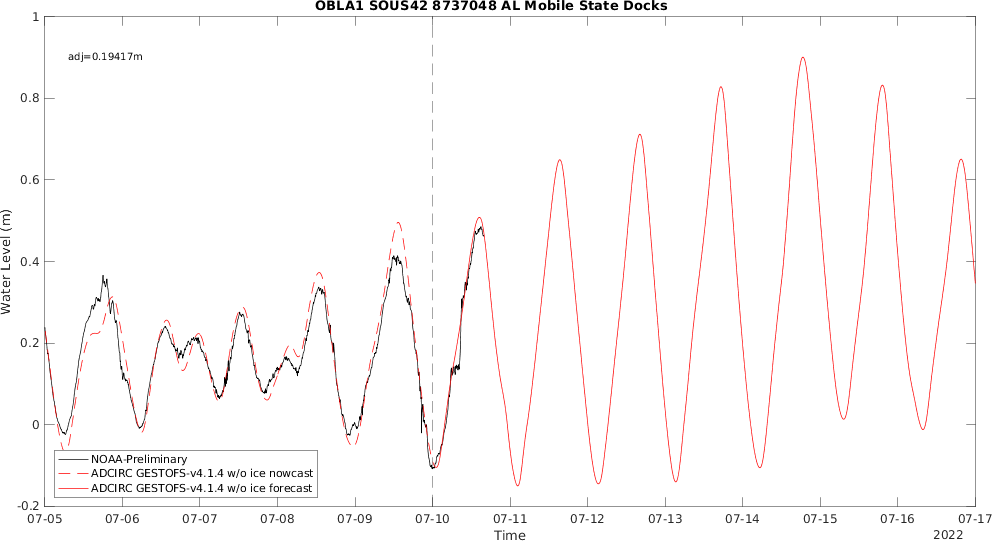 OBLA1 SOUS42 8737048 AL Mobile State Docks
adj=0.19417m
Water Level (m)
1
0.8
0.6
0.4
0.2
0
-0.2
NOAA-Preliminary
ADCIRC GESTOFS-v4.1.4 w/o ice nowcast
ADCIRC GESTOFS-v4.1.4 w/o ice forecast
07-05 07-06 07-07 07-08 07-09 07-10 07-11 07-12 07-13 07-14 07-15 07-16 07-17
Time
2022